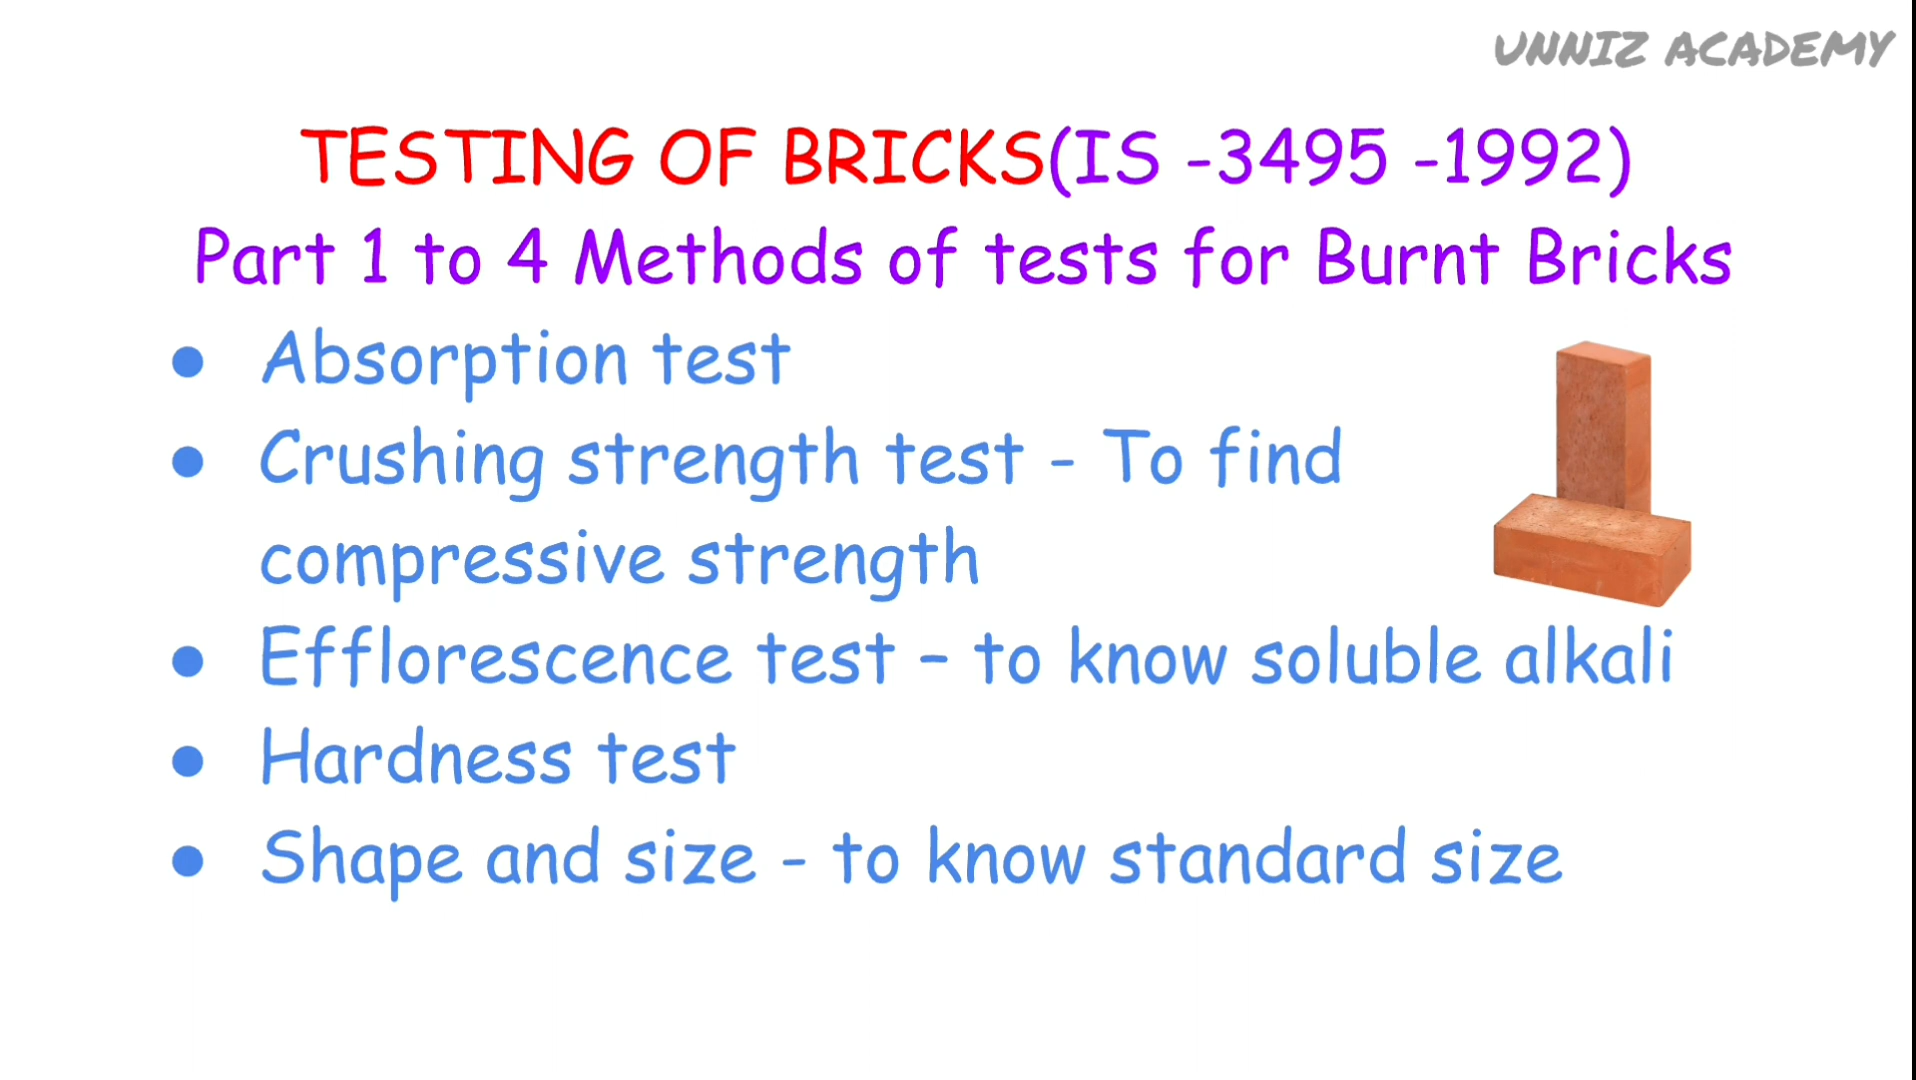 UNNIZ ACADEMY
TESTING OF BRICKS(IS -3495 -1992)
Part 1 to 4 Methods of tests for Burnt Bricks
● Absorption test
● Crushing strength test - To find
compressive strength
● Efflorescence test – to know soluble alkali
● Hardness test
● Shape and size - to know standard size